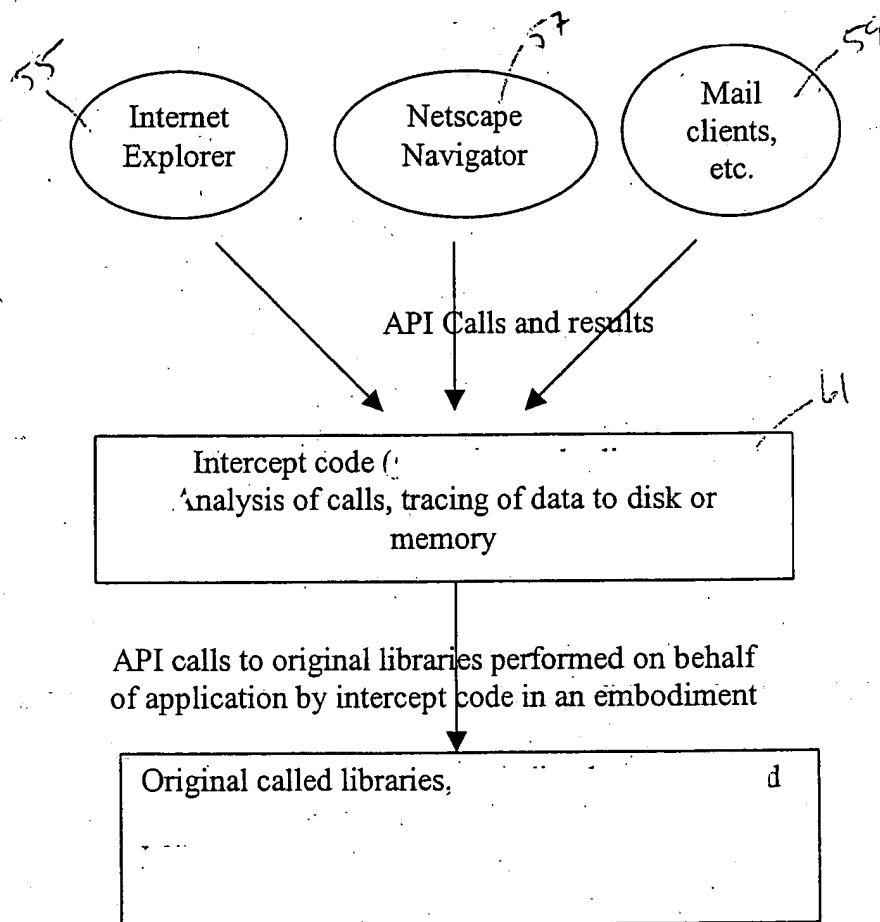 55
57
59
Internet
Explorer
Netscape
Navigator
Mail
clients,
etc.
API Calls and results
61
Intercept code (
Analysis of calls, tracing of data to disk or
memory
API calls to original libraries performed on behalf
of application by intercept code in an embodiment
Original called libraries, d